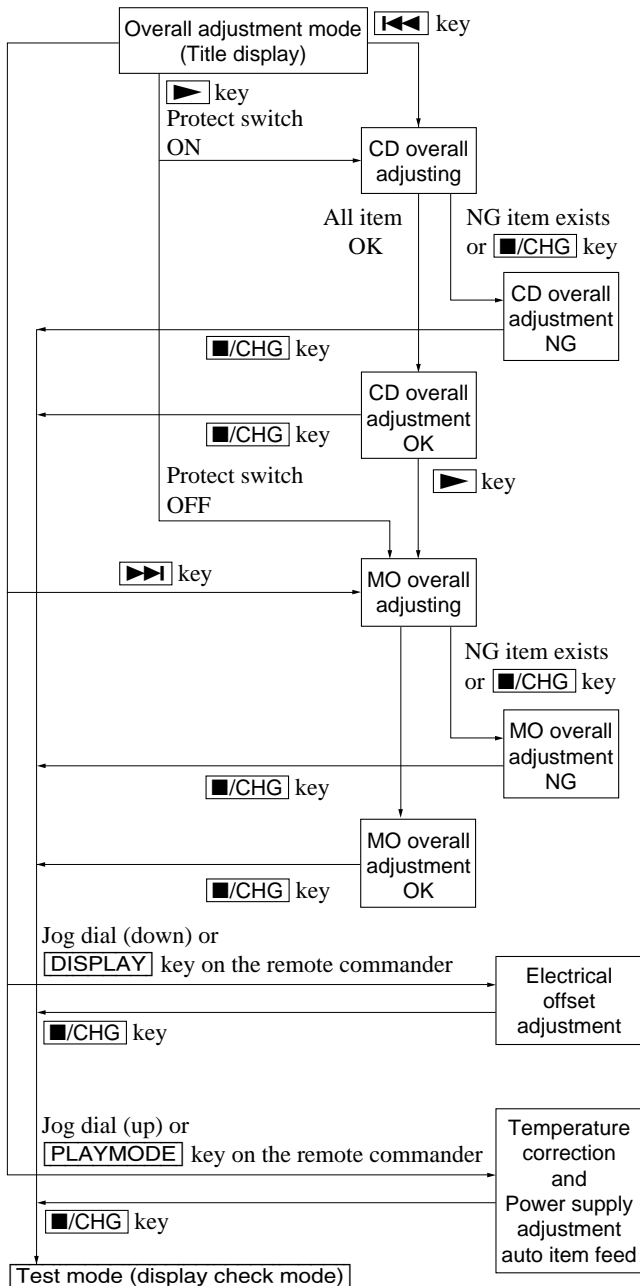 Overall adjustment mode
(Title display)
key
key
Protect switch
ON
CD overall
adjusting
All item
OK
NG item exists
or ■/CHG key
CD overall
adjustment
NG
■/CHG key
CD overall
adjustment
OK
■/CHG key
key
Protect switch
OFF
key
MO overall
adjusting
NG item exists
or ■/CHG key
MO overall
adjustment
NG
■/CHG key
MO overall
adjustment
OK
■/CHG key
Jog dial (down) or
DISPLAY key on the remote commander
Electrical
offset
adjustment
■/CHG key
Jog dial (up) or
PLAYMODE key on the remote commander
Temperature
correction
and
Power supply
adjustment
auto item feed
■/CHG key
Test mode (display check mode)